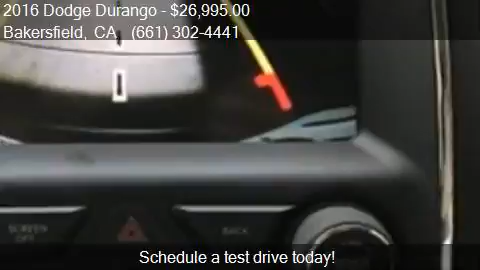 2016 Dodge Durango - $26,995.00
Bakersfield, CA (661) 302-4441
SCREEN
OFF
BACK
Schedule a test drive today!